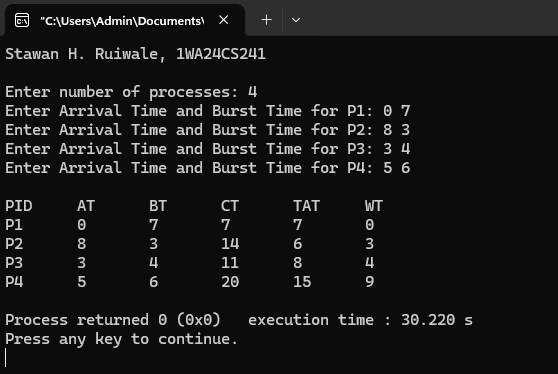 "C:\Users\Admin\Documents\
Stawan H. Ruiwale, 1WA24CS241
Enter number of processes: 4
Enter Arrival Time and Burst Time for P1: 0 7
Enter Arrival Time and Burst Time for P2: 8 3
Enter Arrival Time and Burst Time for P3: 3 4
Enter Arrival Time and Burst Time for P4: 5 6
PID AT BT CT TAT WT
P1 0 7 7 7 0
P2 8 3 14 6 3
P3 3 4 11 8 4
P4 5 6 20 15 9
Process returned 0 (0x0) execution time : 30.220 s
Press any key to continue.